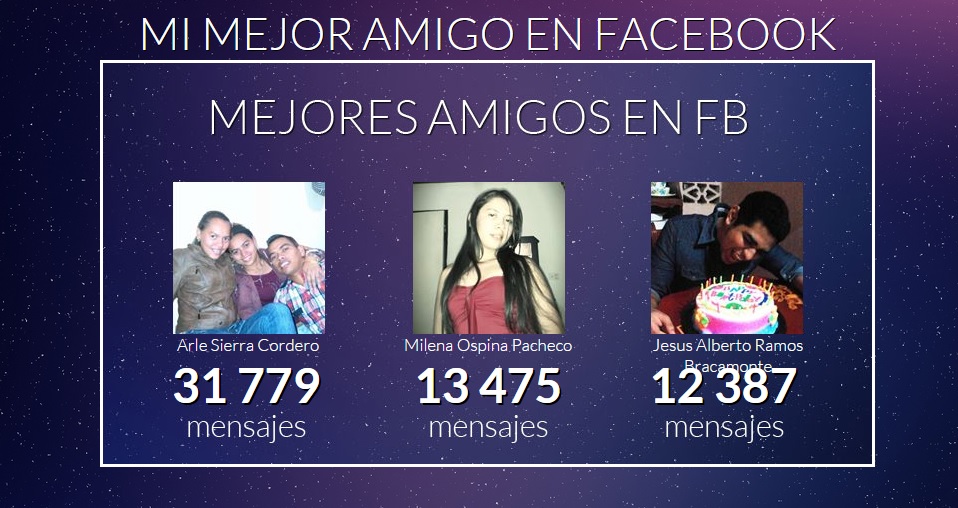 MI MEJOR AMIGO EN FACEBOOK
MEJORES AMIGOS EN FB
Arle Sierra Cordero
31 779
mensajes
Milena Ospina Pacheco
13 475
mensajes
Jesus Alberto Ramos
Bracamonte
12 387
mensajes